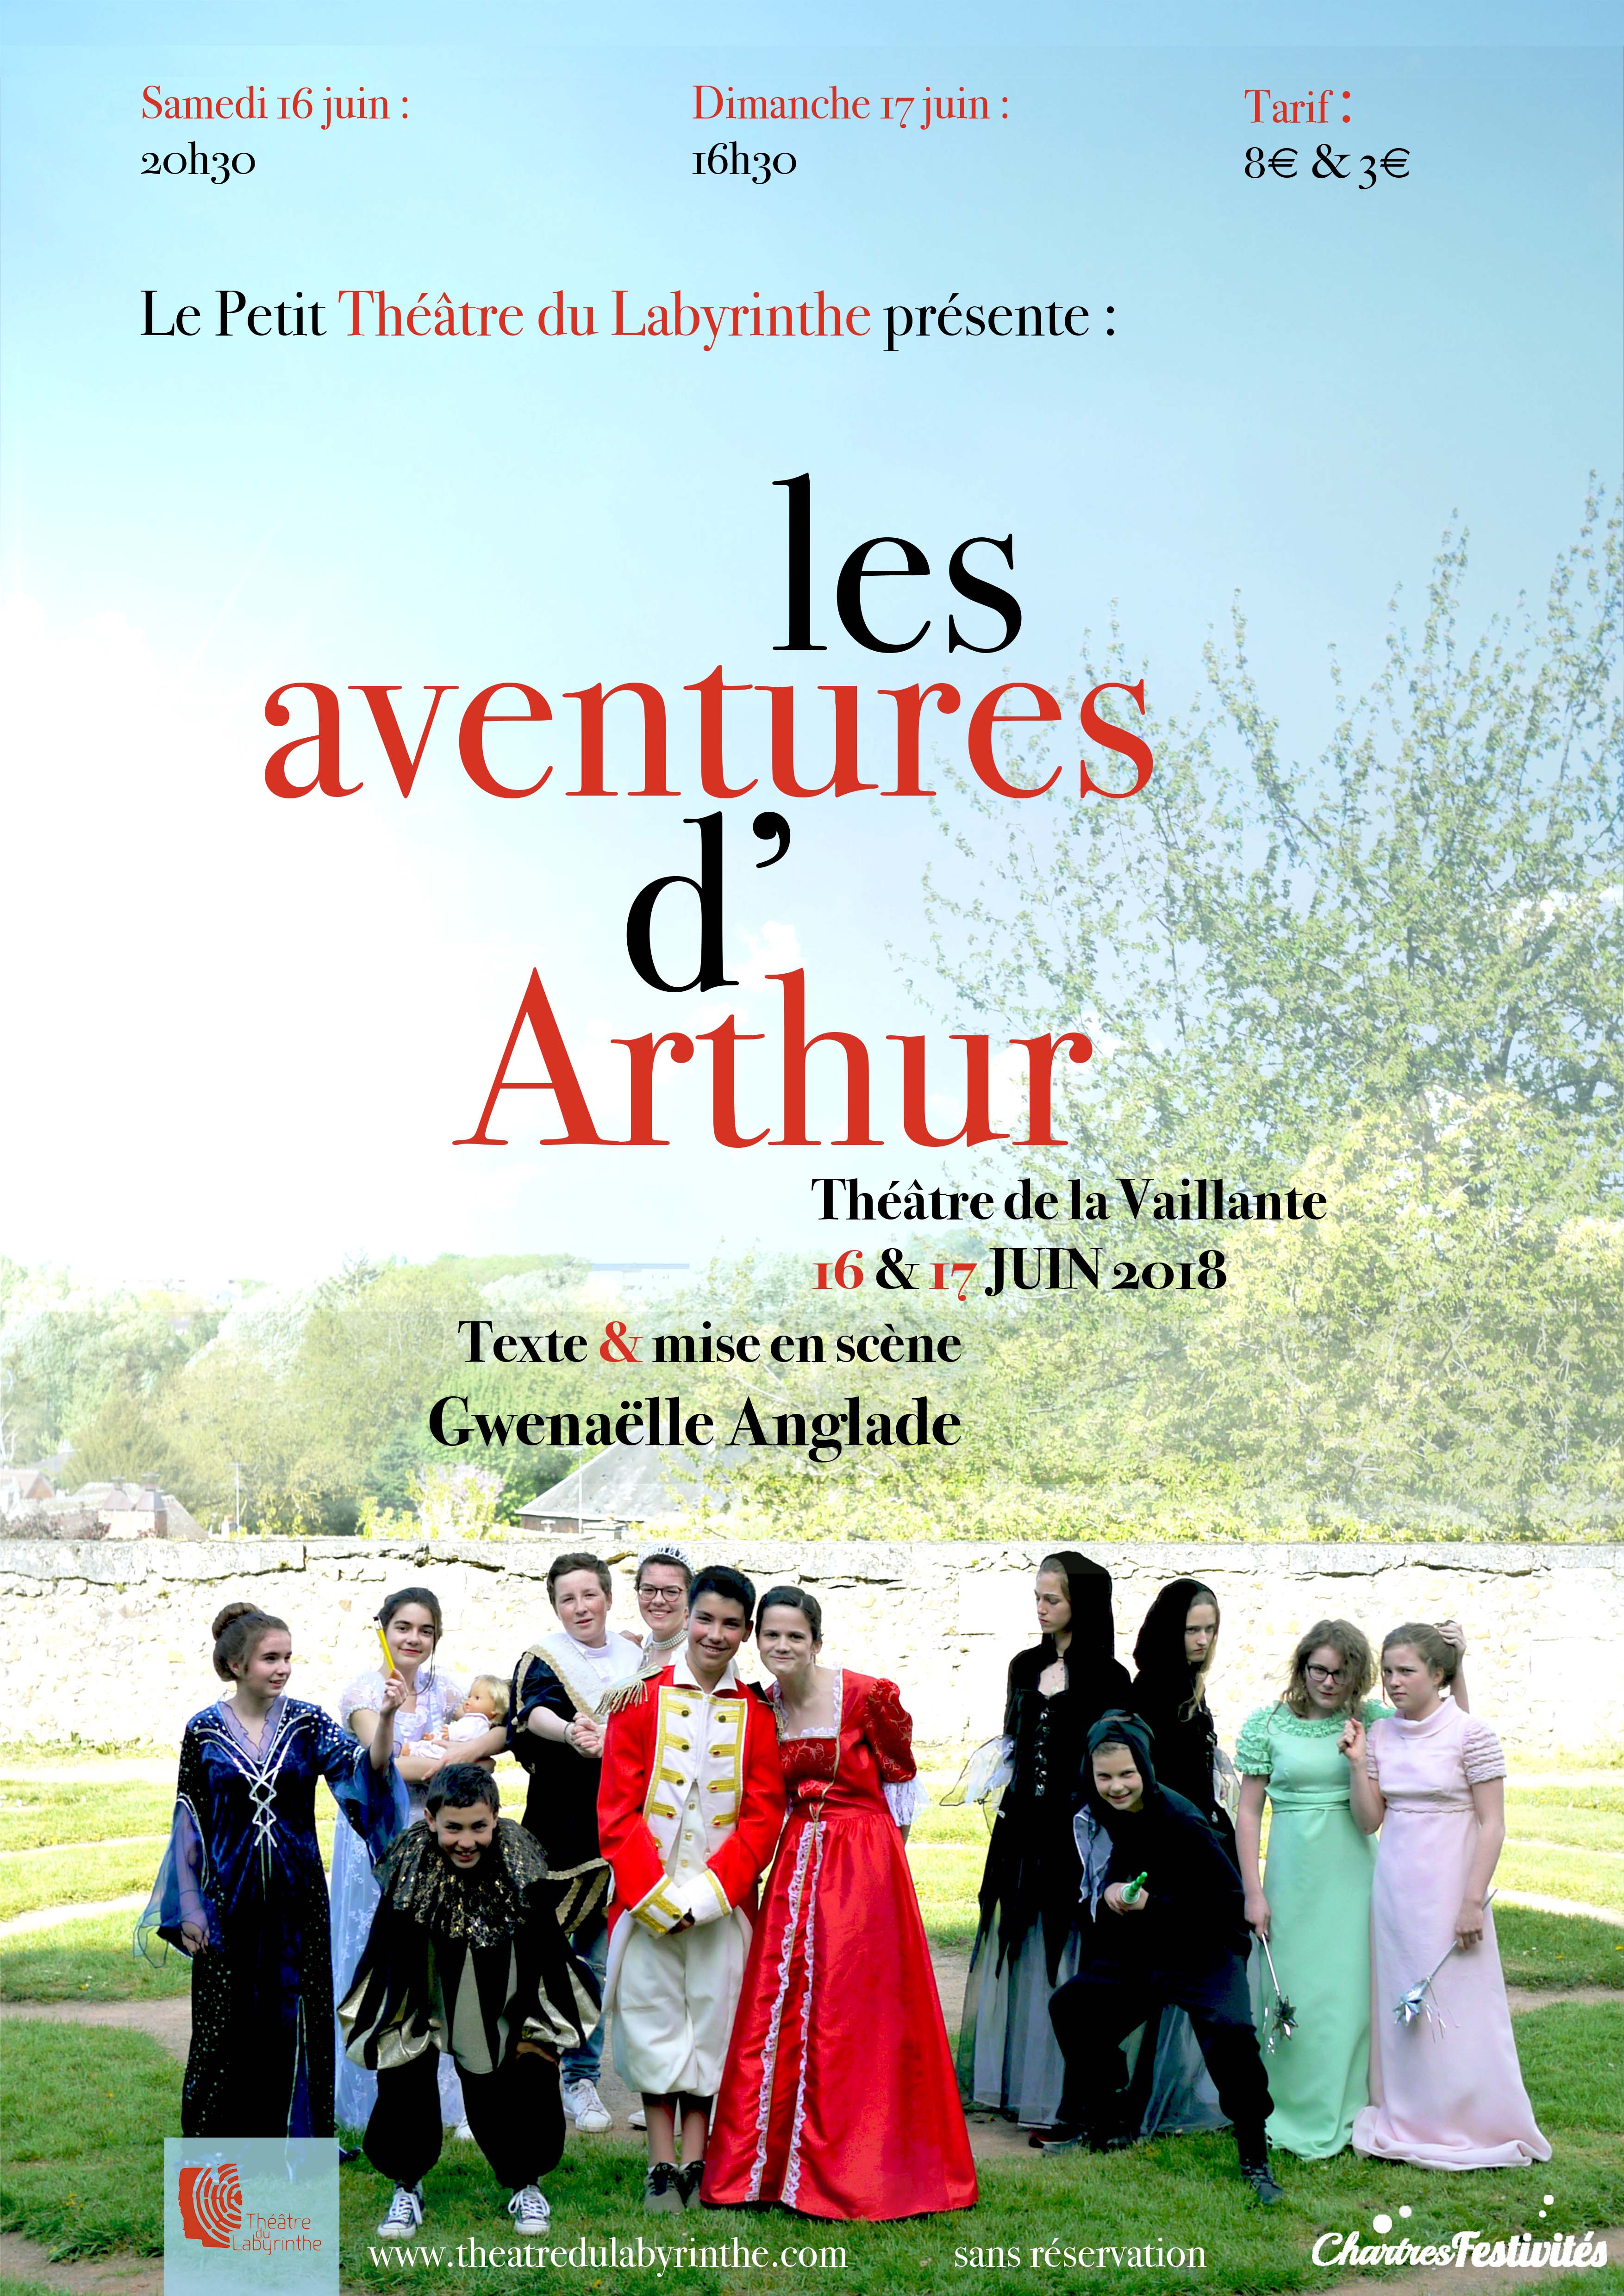 Samedi 16 juin :
20h30
Dimanche 17 juin :
16h30
Tarif :
8€ & 3€
Le Petit Théâtre du Labyrinthe présente :
les
aventures
d’
Arthur
Théâtre de la Vaillante
16 & 17 JUIN 2018
Texte & mise en scène
Gwenaëlle Anglade
Théâtre
du
Labyrinthe
www.theatredulabyrinthe.com
sans réservation
ChartresFestivités